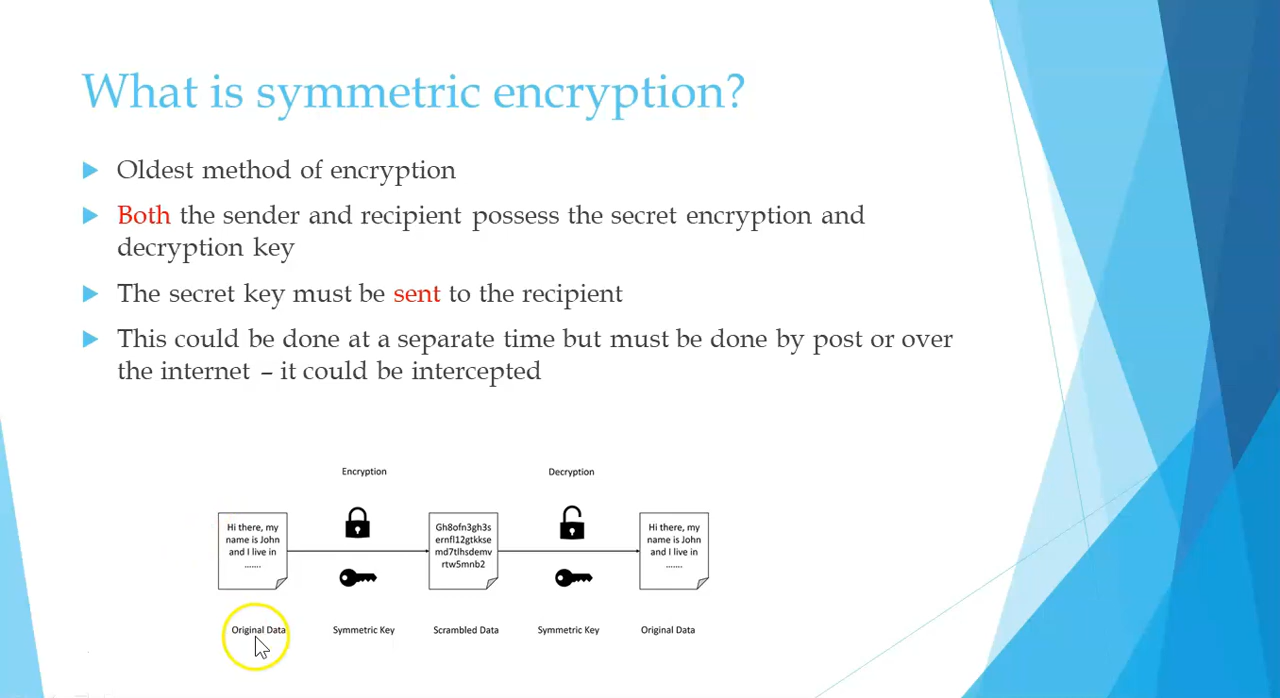 What is symmetric encryption?
Oldest method of encryption
Both the sender and recipient possess the secret encryption and
decryption key
The secret key must be sent to the recipient
This could be done at a separate time but must be done by post or over
the internet – it could be intercepted
Encryption
Decryption
Hi there, my
name is John
and I live in
.......
Gh8ofn3gh3s
ernfl12gtkkse
md7tlhsdemv
rtw5mnb2
Hi there, my
name is John
and I live in
.......
Original Data
Symmetric Key
Scrambled Data
Symmetric Key
Original Data